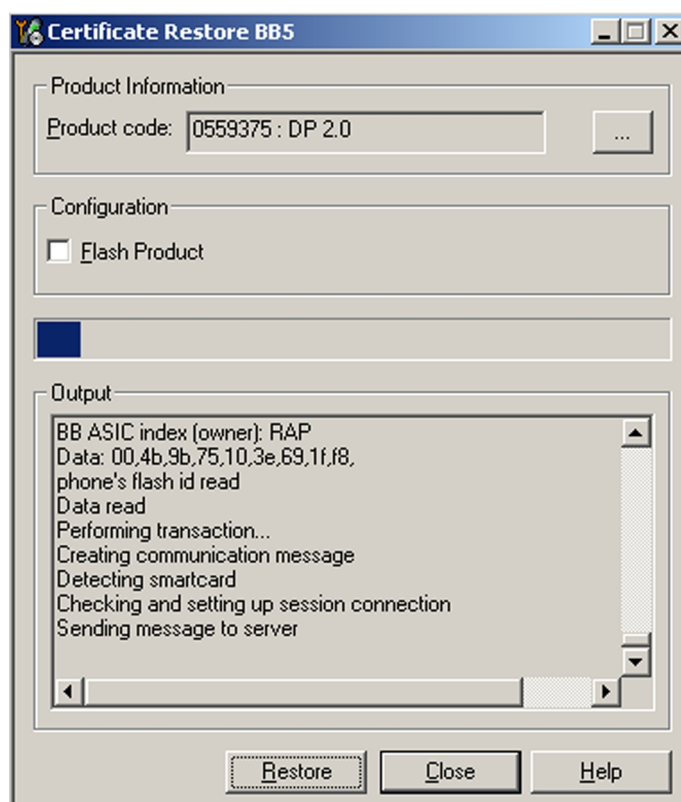 Certificate Restore BB5
Product Information
Product code: 0559375 : DP 2.0
...
Configuration
Flash Product
Output
BB ASIC index (owner): RAP
Data: 00,4b,9b,75,10,3e,69,1f,f8,
phone's flash id read
Data read
Performing transaction...
Creating communication message
Detecting smartcard
Checking and setting up session connection
Sending message to server
Restore Close Help